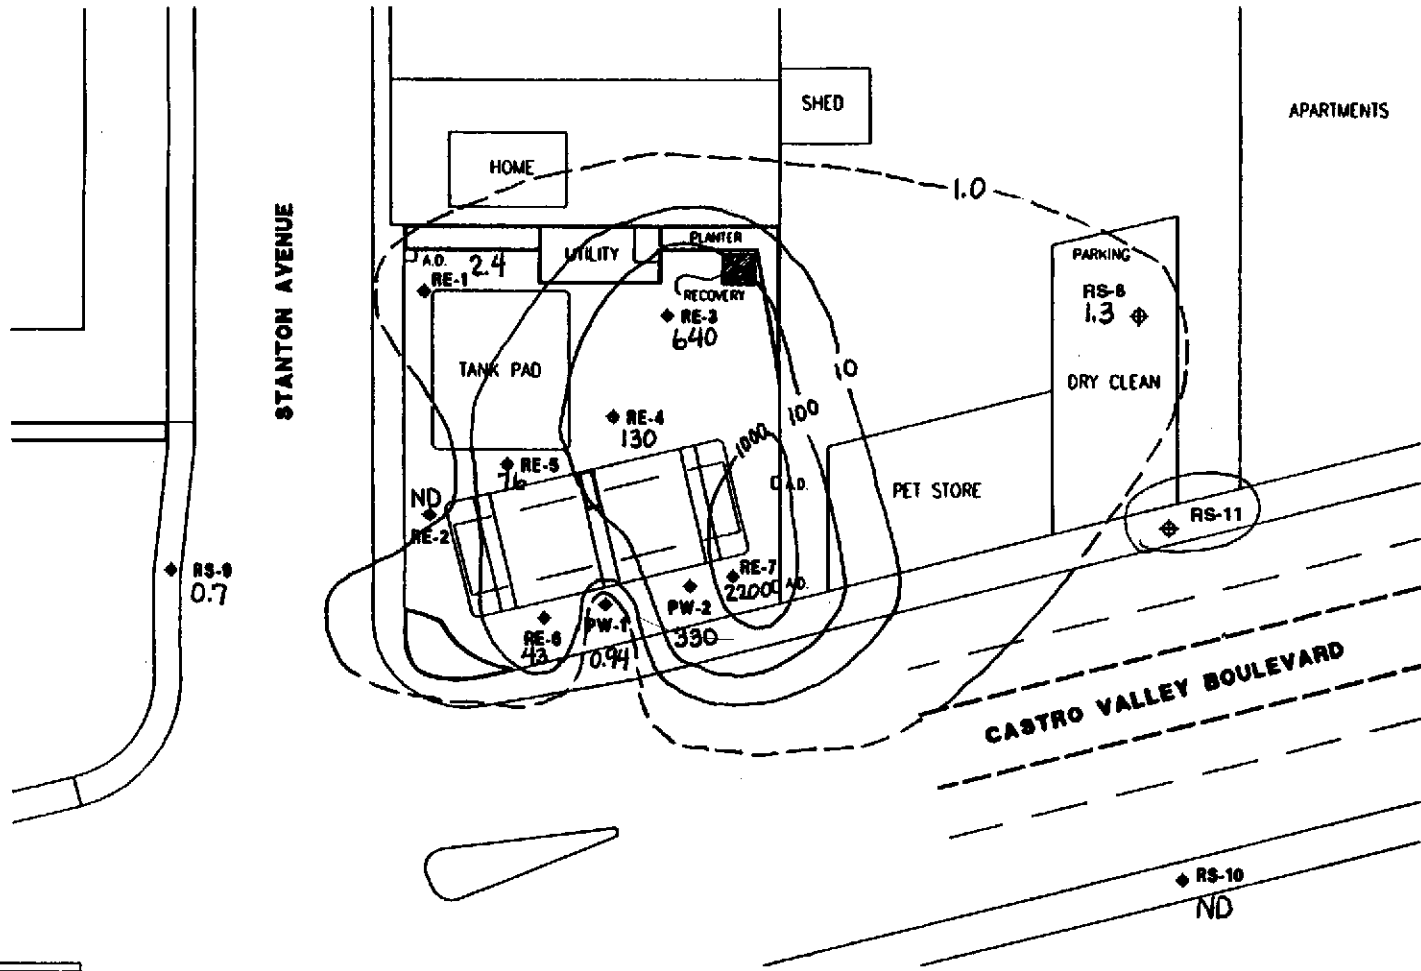 SHED
APARTMENTS
HOME
1.0
STANTON AVENUE
PLANTER
UTILITY
A.D.
2.4
RE-1
RECOVERY
RE-3
640
PARKING
RS-8
1.3
TANK PAD
10
DRY CLEAN
100
RE-4
130
1000
RE-5
76
A.D.
PET STORE
ND
RE-2
RS-11
RS-9
0.7
RE-7
2200
A.D.
PW-2
330
PW-1
0.94
RE-6
43
CASTRO VALLEY BOULEVARD
RS-10
ND